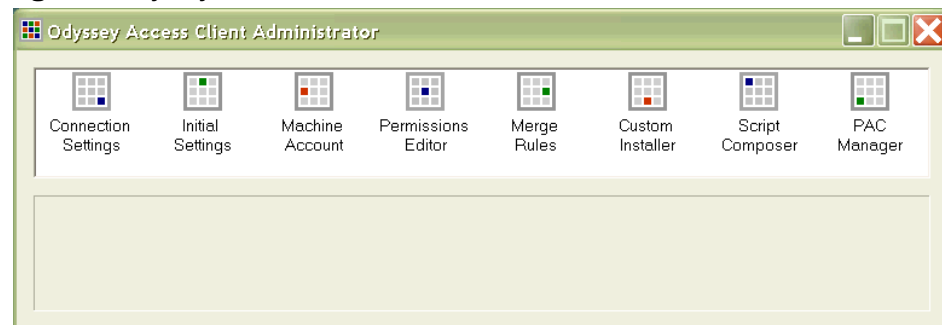 Odyssey Access Client Administrator
Connection Settings
Initial Settings
Machine Account
Permissions Editor
Merge Rules
Custom Installer
Script Composer
PAC Manager